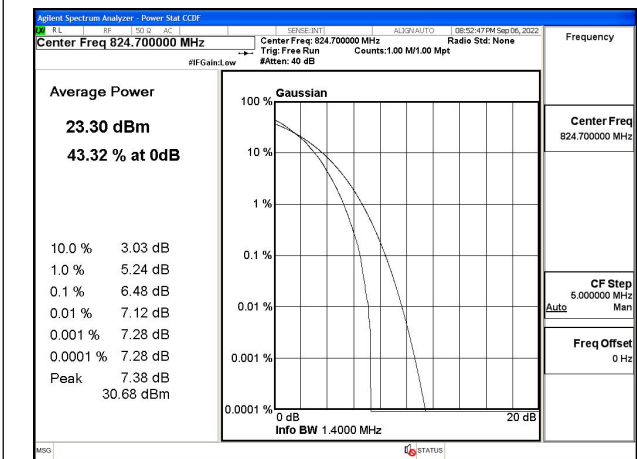 Agilent Spectrum Analyzer - Power Stat CCDF
RL RF 50 Ω AC SENSE:INT ALIGN AUTO 08:52:47 PM Sep 06, 2022
Center Freq 824.700000 MHz Center Freq: 824.700000 MHz Radio Std: None
Trig: Free Run Counts:1.00 M/1.00 Mpt
#IFGain:Low #Atten: 40 dB
Frequency
Average Power
23.30 dBm
43.32 % at 0dB
10.0 % 3.03 dB
1.0 % 5.24 dB
0.1 % 6.48 dB
0.01 % 7.12 dB
0.001 % 7.28 dB
0.0001 % 7.28 dB
Peak 7.38 dB
30.68 dBm
Gaussian
100 %
10 %
1 %
0.1 %
0.01 %
0.001 %
0.0001 %
0 dB 20 dB
Info BW 1.4000 MHz
Center Freq
824.700000 MHz
CF Step
5.000000 MHz
Auto Man
Freq Offset
0 Hz
MSG STATUS